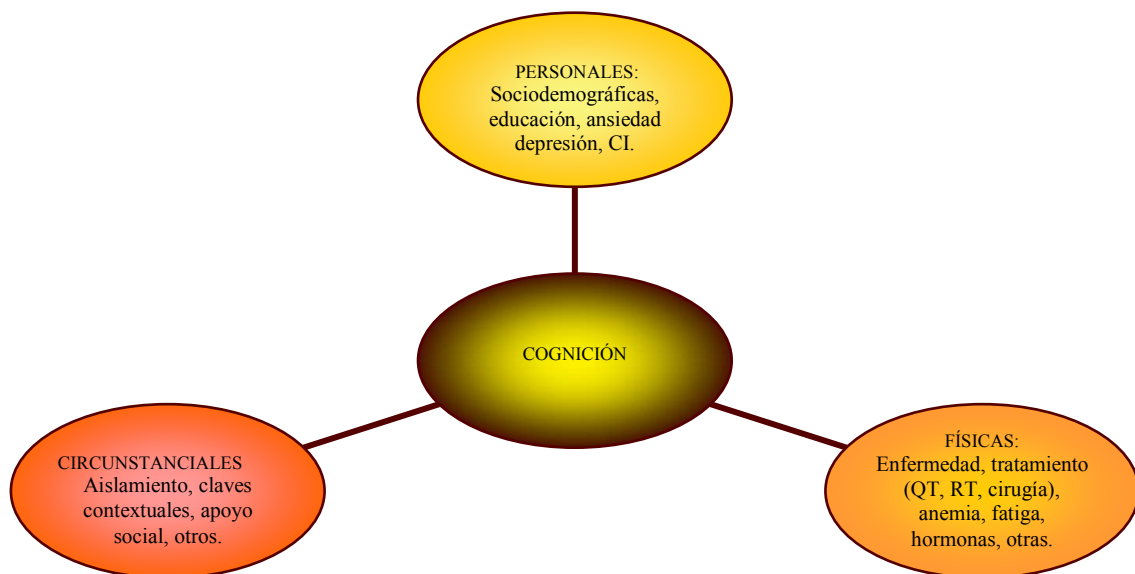 PERSONALES:
Sociodemográficas,
educación, ansiedad
depresión, CI.
COGNICIÓN
CIRCUNSTANCIALES
Aislamiento, claves
contextuales, apoyo
social, otros.
FÍSICAS:
Enfermedad, tratamiento
(QT, RT, cirugía),
anemia, fatiga,
hormonas, otras.